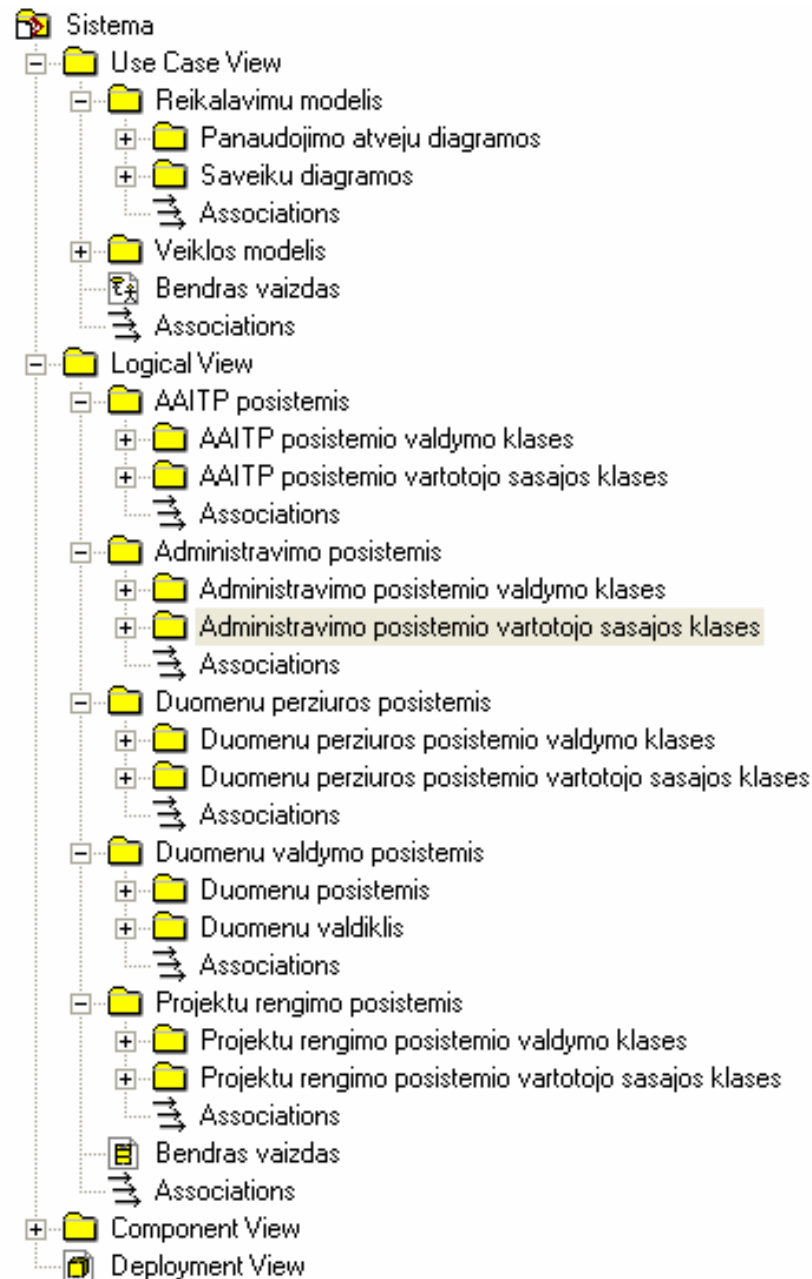 Sistema
Use Case View
Reikalavimu modelis
Panaudojimo atveju diagramos
Saveiku diagramos
Associations
Veiklos modelis
Bendras vaizdas
Associations
Logical View
AAITP posistemis
AAITP posistemio valdymo klases
AAITP posistemio vartotojo sasajos klases
Associations
Administravimo posistemis
Administravimo posistemio valdymo klases
Administravimo posistemio vartotojo sasajos klases
Associations
Duomenu perziuros posistemis
Duomenu perziuros posistemio valdymo klases
Duomenu perziuros posistemio vartotojo sasajos klases
Associations
Duomenu valdymo posistemis
Duomenu posistemis
Duomenu valdiklis
Associations
Projektu rengimo posistemis
Projektu rengimo posistemio valdymo klases
Projektu rengimo posistemio vartotojo sasajos klases
Associations
Bendras vaizdas
Associations
Component View
Deployment View